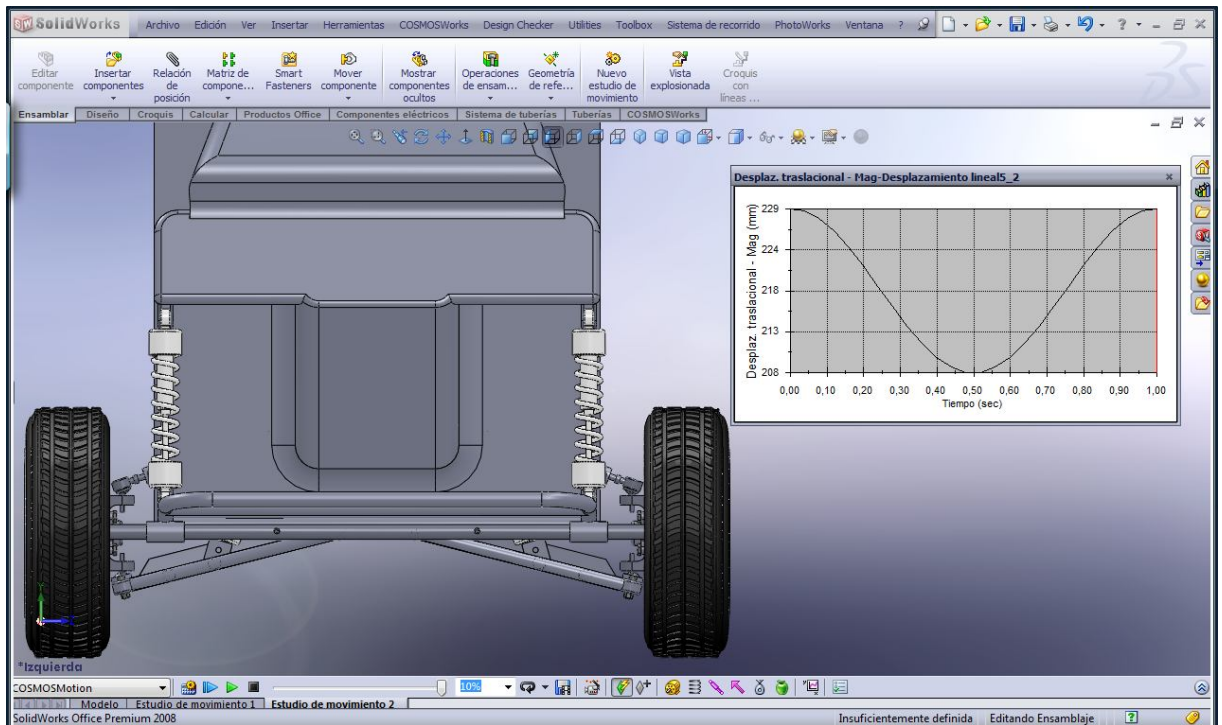 SolidWorks Archivo Edición Ver Insertar Herramientas COSMOSWorks Design Checker Utilities Toolbox Sistema de recorrido PhotoWorks Ventana ?
Editar componente
Insertar componentes
Relación de posición
Matriz de compone...
Smart Fasteners
Mover componente
Mostrar componentes ocultos
Operaciones de ensam...
Geometría de refe...
Nuevo estudio de movimiento
Vista explosionada
Croquis con líneas ...
Ensamblar Diseño Croquis Calcular Productos Office Componentes eléctricos Sistema de tuberías Tuberías COSMOSWorks
Desplaz. traslacional - Mag-Desplazamiento lineal5_2
Desplaz. traslacional - Mag (mm)
229
224
218
213
208
0,00 0,10 0,20 0,30 0,40 0,50 0,60 0,70 0,80 0,90 1,00
Tiempo (sec)
*Izquierda
COSMOSMotion 10%
Modelo Estudio de movimiento 1 Estudio de movimiento 2
SolidWorks Office Premium 2008 Insuficientemente definida Editando Ensamblaje